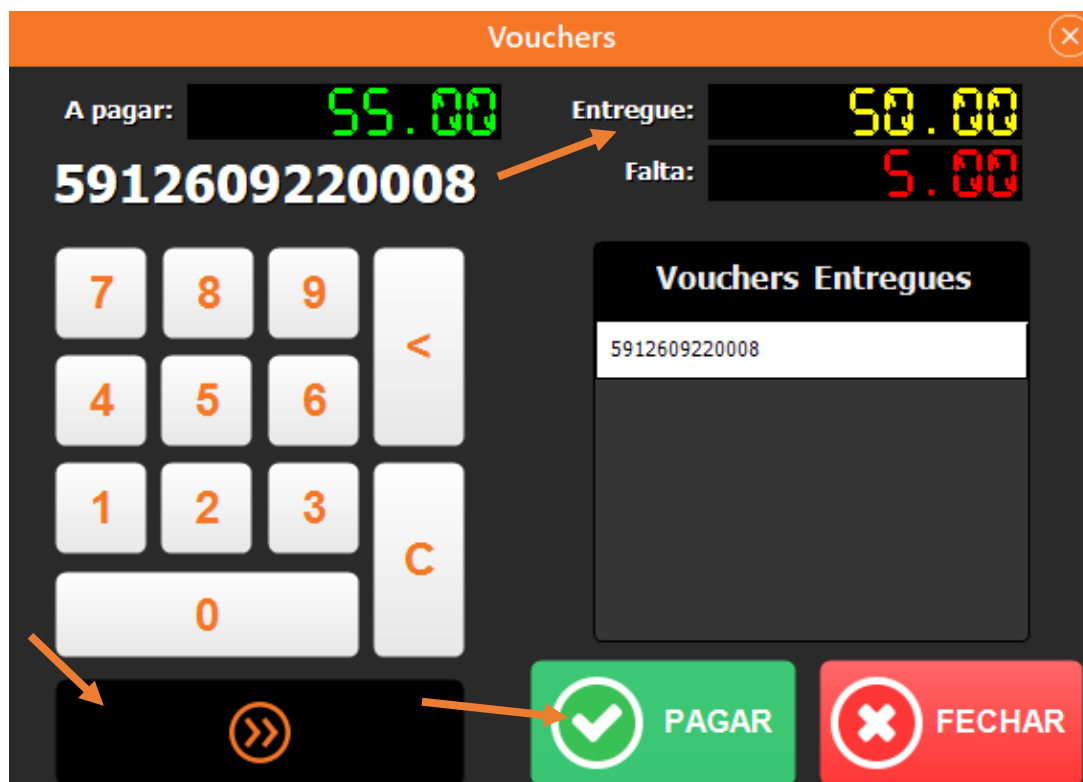 Vouchers
A pagar: 55.00
Entregue: 50.00
5912609220008
Falta: 5.00
7 8 9 <
4 5 6
1 2 3 C
0
Vouchers Entregues
5912609220008
PAGAR
FECHAR